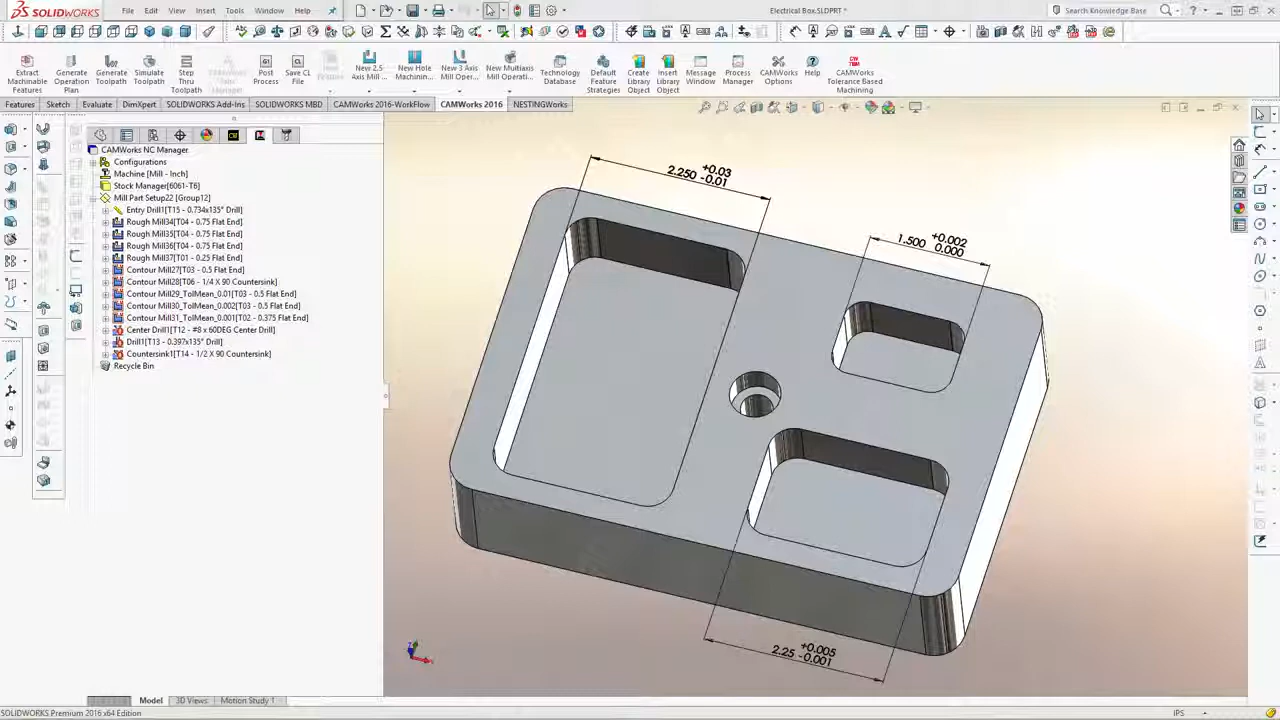 SOLIDWORKS File Edit View Insert Tools Window Help Electrical Box.SLDPRT * Search Knowledge Base
Extract Machinable Features
Generate Operation Plan
Generate Toolpath
Simulate Toolpath
Step Through
Post Process
Save CL File
New 2.5 Axis Mill ...
New Hole Machinin...
New 3 Axis Mill Oper...
New Multiaxis Mill Operati...
Technology Database
Default Feature Strategies
Create Library Object
Insert Library Object
Message Window
Process Manager
CAMWorks Options
Help
CAMWorks Tolerance Based Machining
Features Sketch Evaluate DimXpert SOLIDWORKS Add-Ins SOLIDWORKS MBD CAMWorks 2016-WorkFlow CAMWorks 2016 NESTINGWorks
CAMWorks NC Manager
Configurations
Machine [Mill - Inch]
Stock Manager[6061-T6]
Mill Part Setup22 [Group12]
Entry Drill1[T15 - 0.734x135° Drill]
Rough Mill34[T04 - 0.75 Flat End]
Rough Mill35[T04 - 0.75 Flat End]
Rough Mill36[T04 - 0.75 Flat End]
Rough Mill37[T01 - 0.25 Flat End]
Contour Mill27[T03 - 0.5 Flat End]
Contour Mill28[T06 - 1/4 X 90 Countersink]
Contour Mill29_TolMean_0.01[T03 - 0.5 Flat End]
Contour Mill30_TolMean_0.002[T03 - 0.5 Flat End]
Contour Mill31_TolMean_0.001[T02 - 0.375 Flat End]
Center Drill1[T12 - #8 x 60DEG Center Drill]
Drill1[T13 - 0.397x135° Drill]
Countersink1[T14 - 1/2 X 90 Countersink]
Recycle Bin
+0.03
2.250 -0.01
+0.002
1.500 0.000
+0.005
2.25 -0.001
Model 3D Views Motion Study 1
SOLIDWORKS Premium 2016 x64 Edition IPS